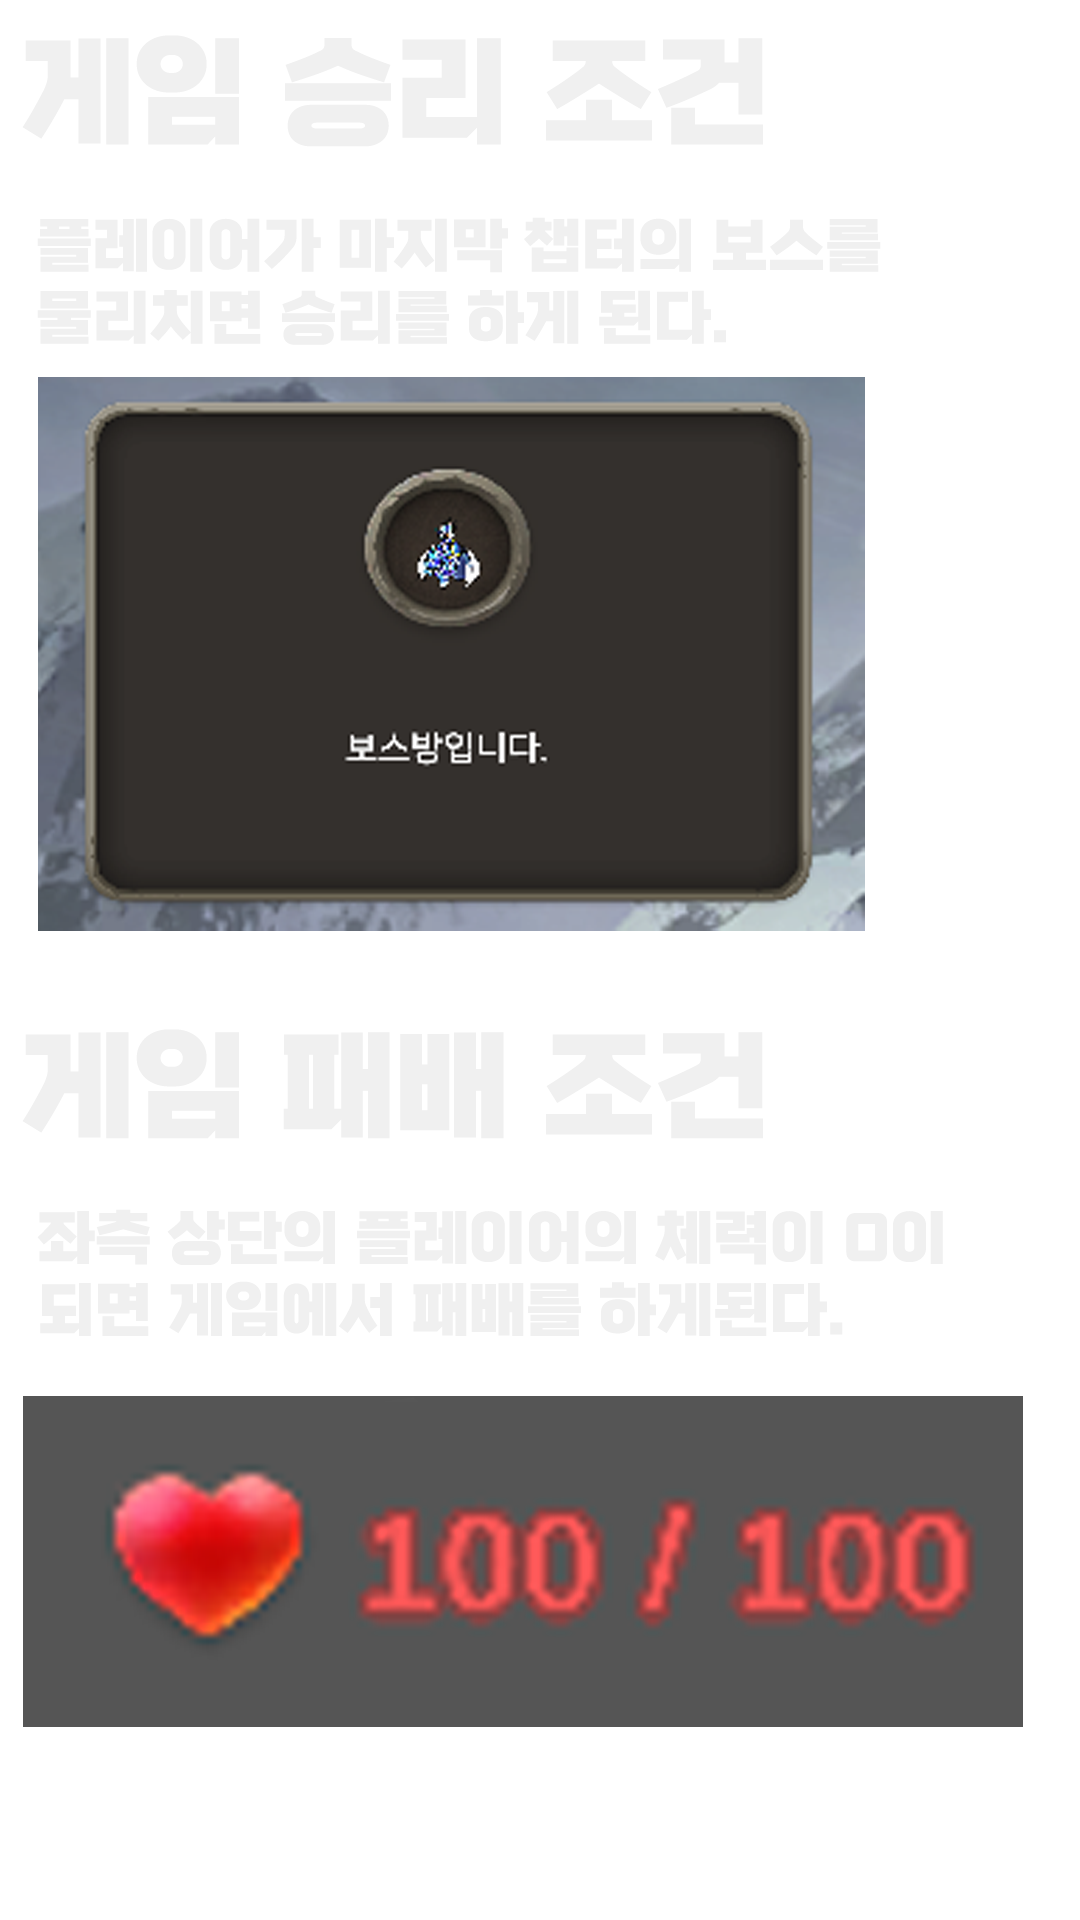 게임 승리 조건
플레이어가 마지막 챕터의 보스를
물리치면 승리를 하게 된다.
보스방입니다.
게임 패배 조건
좌측 상단의 플레이어의 체력이 0이
되면 게임에서 패배를 하게된다.
100 / 100